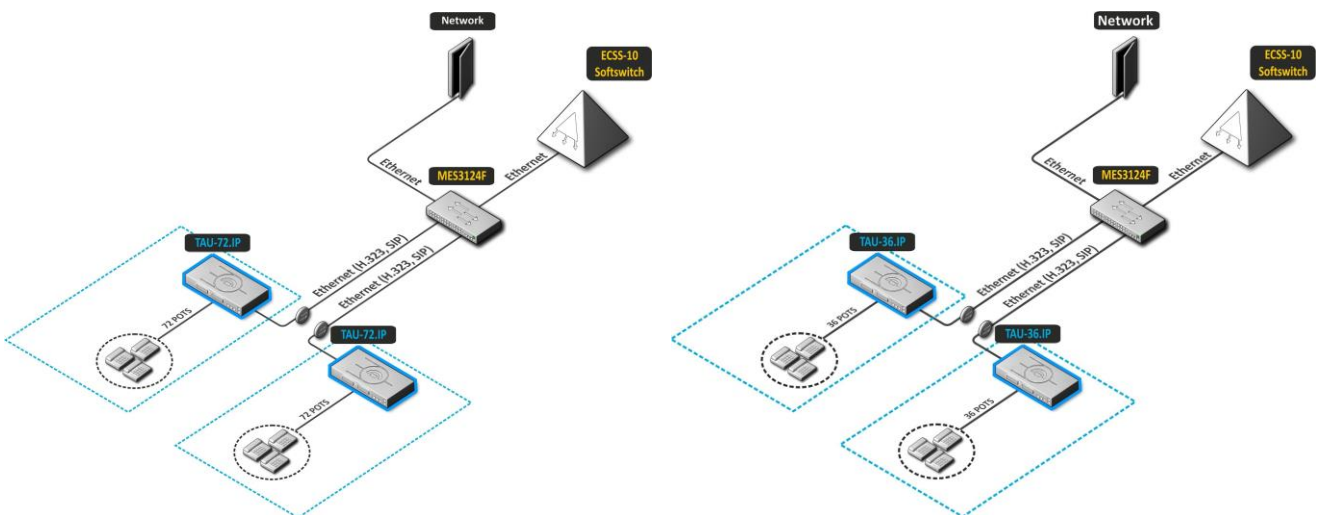 Network
ECSS-10
Softswitch
Ethernet
Ethernet
MES3124F
TAU-72.IP
Ethernet (H.323, SIP)
Ethernet (H.323, SIP)
72 POTS
TAU-72.IP
72 POTS
Network
ECSS-10
Softswitch
Ethernet
Ethernet
MES3124F
TAU-36.IP
Ethernet (H.323, SIP)
Ethernet (H.323, SIP)
36 POTS
TAU-36.IP
36 POTS